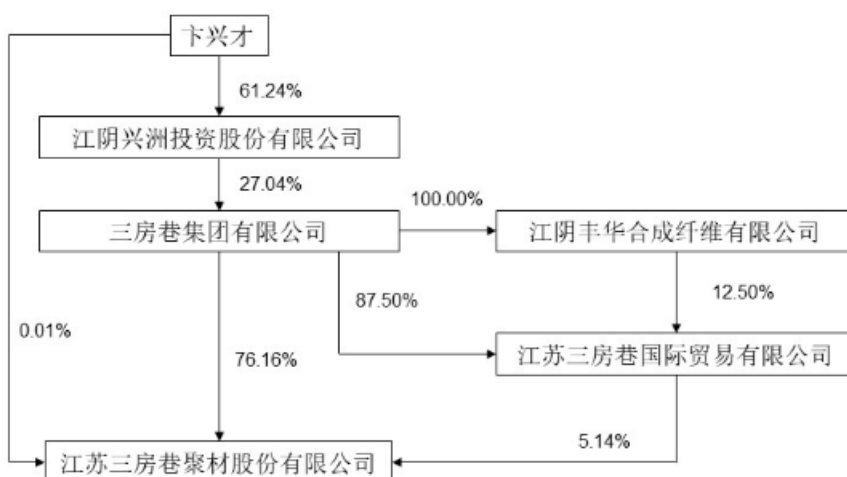 卞兴才
61.24%
江阴兴洲投资股份有限公司
27.04%
100.00%
三房巷集团有限公司
江阴丰华合成纤维有限公司
87.50%
12.50%
0.01%
76.16%
江苏三房巷国际贸易有限公司
5.14%
江苏三房巷聚材股份有限公司